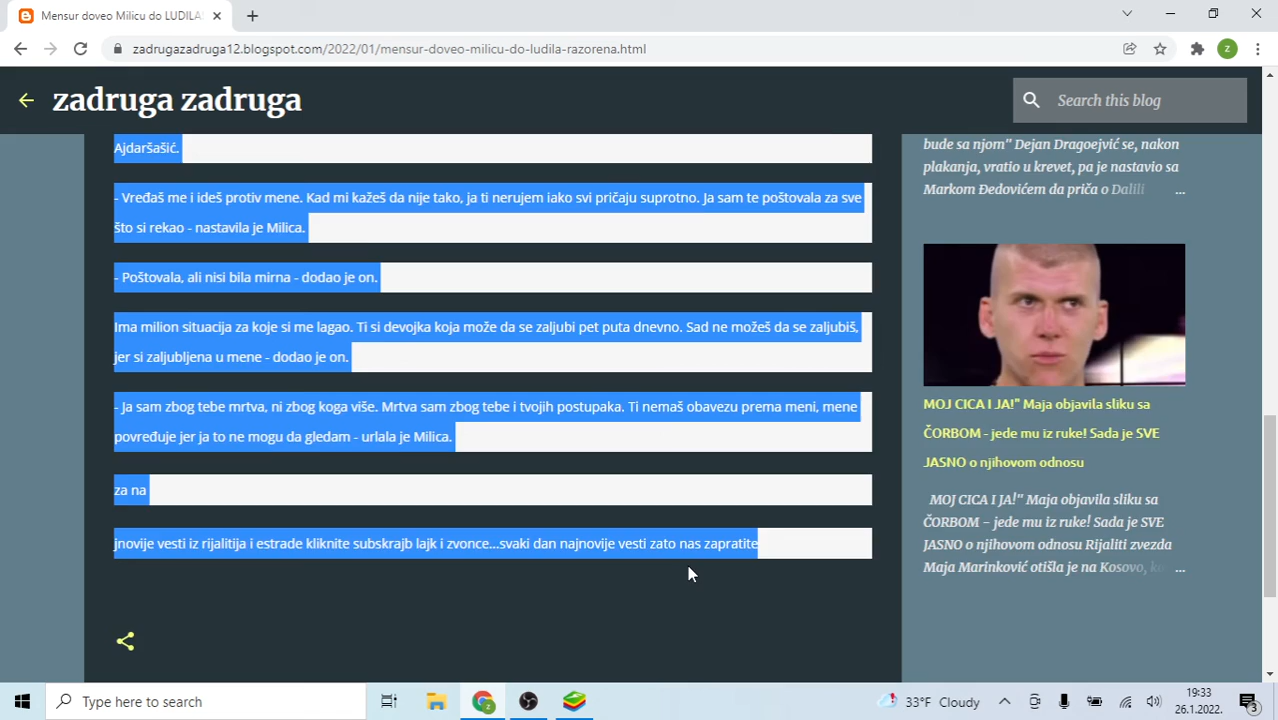 Mensur doveo Milicu do LUDILA!
zadrugazadruga12.blogspot.com/2022/01/mensur-doveo-milicu-do-ludila-razorena.html
z
zadruga zadruga
Search this blog
Ajdaršašić.
- Vređaš me i ideš protiv mene. Kad mi kažeš da nije tako, ja ti nerujem iako svi pričaju suprotno. Ja sam te poštovala za sve
što si rekao - nastavila je Milica.
- Poštovala, ali nisi bila mirna - dodao je on.
Ima milion situacija za koje si me lagao. Ti si devojka koja može da se zaljubi pet puta dnevno. Sad ne možeš da se zaljubiš,
jer si zaljubljena u mene - dodao je on.
- Ja sam zbog tebe mrtva, ni zbog koga više. Mrtva sam zbog tebe i tvojih postupaka. Ti nemaš obavezu prema meni, mene
povređuje jer ja to ne mogu da gledam - urlala je Milica.
za na
jnovije vesti iz rijalitija i estrade kliknite subskrajb lajk i zvonce...svaki dan najnovije vesti zato nas zapratite
bude sa njom" Dejan Dragoejvić se, nakon
plakanja, vratio u krevet, pa je nastavio sa
Markom Đedovićem da priča o Dalili ...
MOJ CICA I JA!" Maja objavila sliku sa
ČORBOM - jede mu iz ruke! Sada je SVE
JASNO o njihovom odnosu
MOJ CICA I JA!" Maja objavila sliku sa
ČORBOM - jede mu iz ruke! Sada je SVE
JASNO o njihovom odnosu Rijaliti zvezda
Maja Marinković otišla je na Kosovo, ...
Type here to search
33°F Cloudy
19:33
26.1.2022.
3